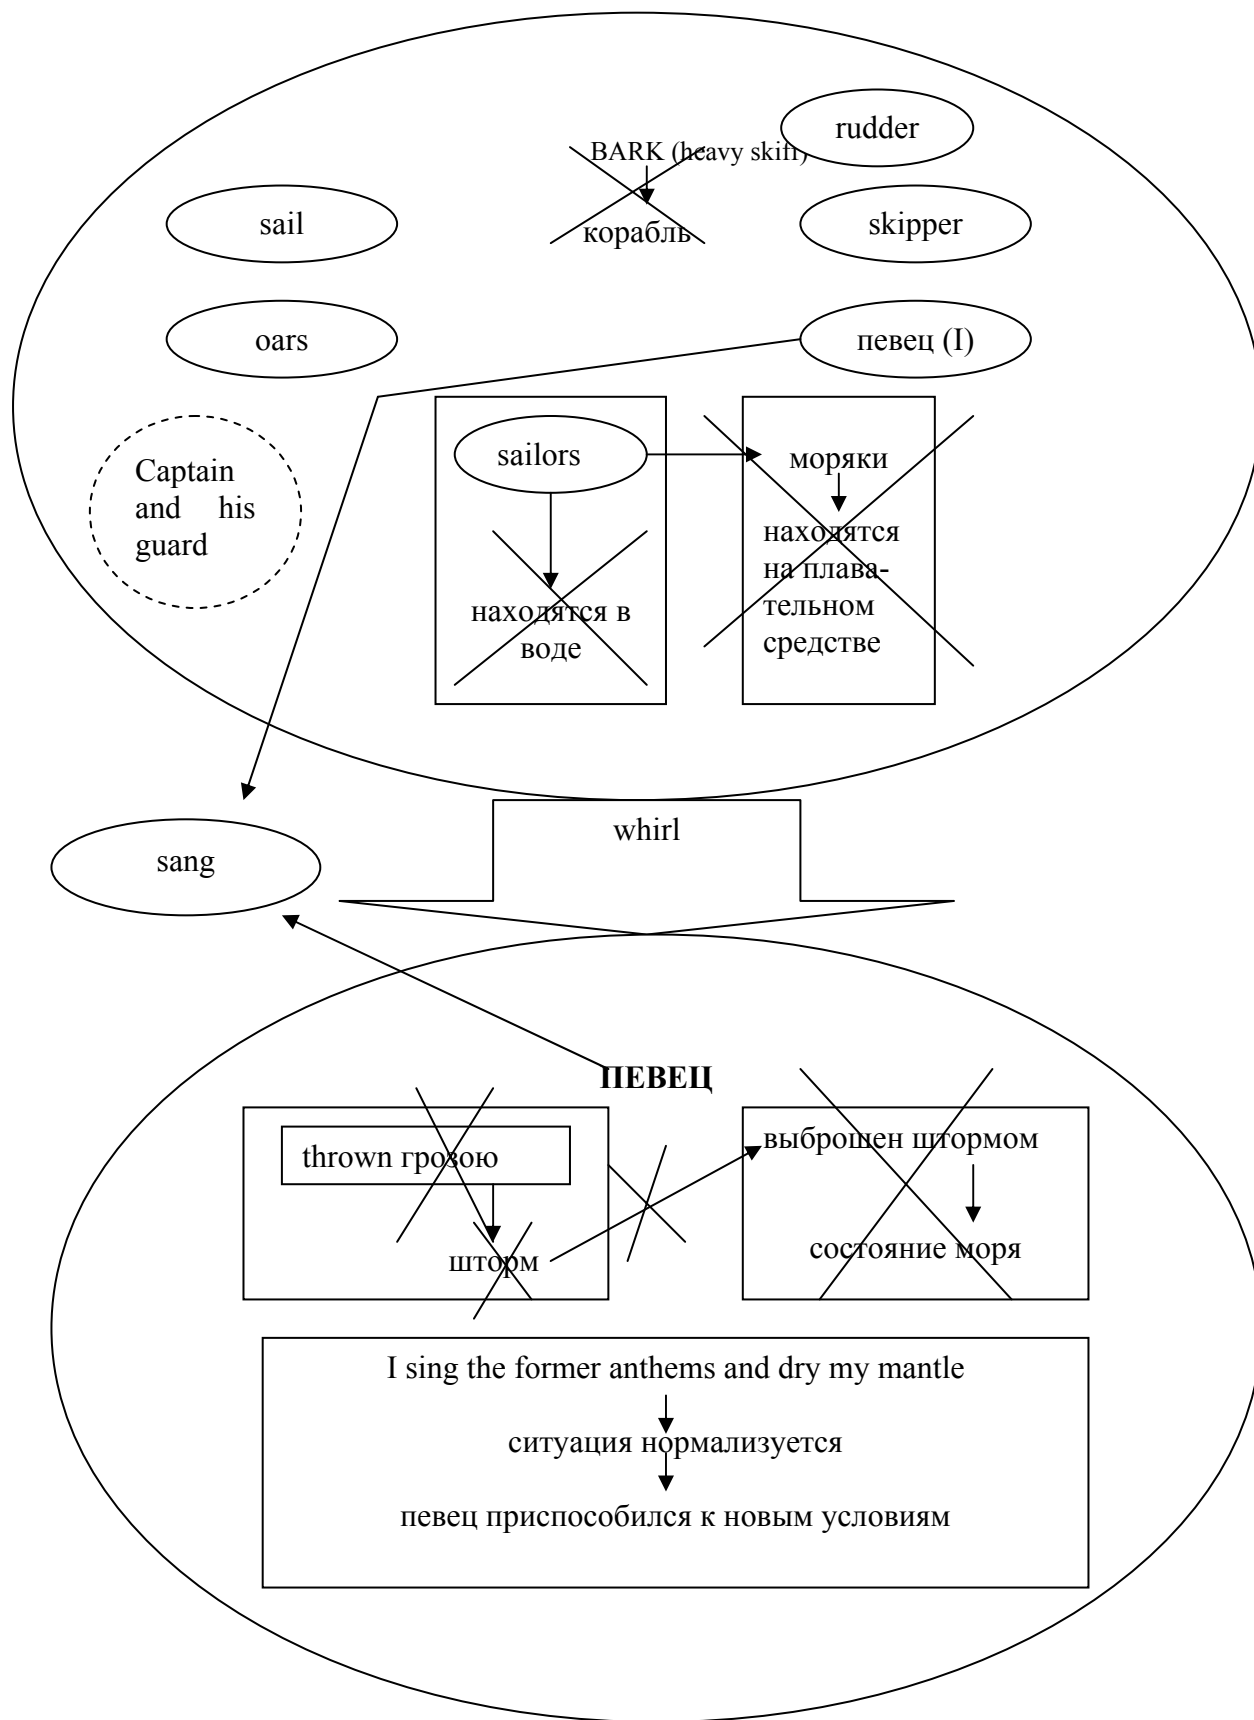 rudder
BARK (heavy skiff)
sail
корабль
skipper
oars
певец (I)
Captain
and his
guard
sailors
находятся в
воде
моряки
находятся
на плава-
тельном
средстве
whirl
sang
ПЕВЕЦ
thrown грозою
шторм
выброшен штормом
состояние моря
I sing the former anthems and dry my mantle
ситуация нормализуется
певец приспособился к новым условиям